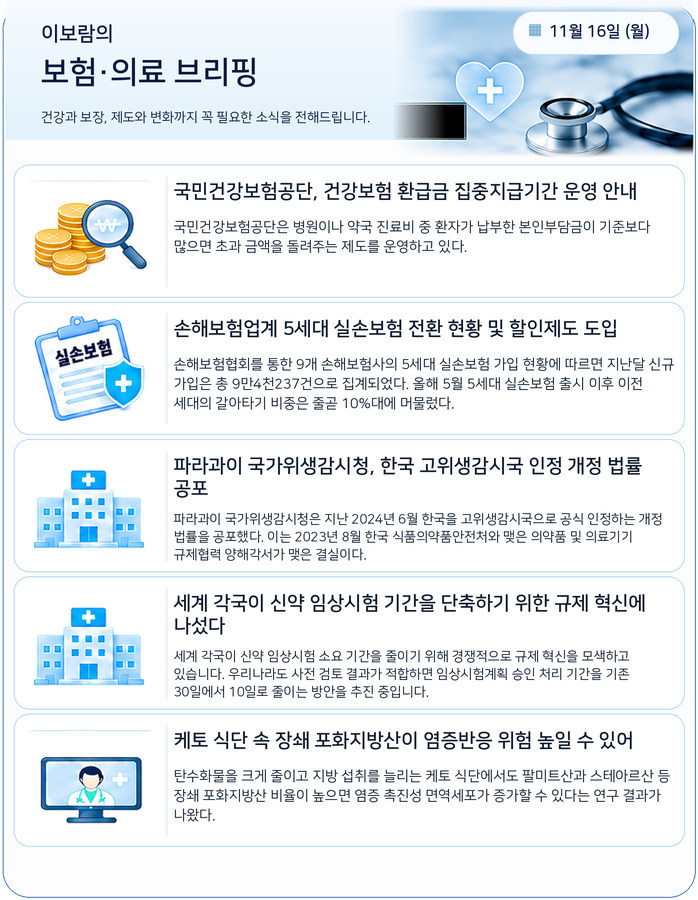 이보람의
보험·의료 브리핑
11월 16일 (월)
건강과 보장, 제도와 변화까지 꼭 필요한 소식을 전해드립니다.
국민건강보험공단, 건강보험 환급금 집중지급기간 운영 안내
국민건강보험공단은 병원이나 약국 진료비 중 환자가 납부한 본인부담금이 기준보다
많으면 초과 금액을 돌려주는 제도를 운영하고 있다.
실손보험
손해보험업계 5세대 실손보험 전환 현황 및 할인제도 도입
손해보험협회를 통한 9개 손해보험사의 5세대 실손보험 가입 현황에 따르면 지난달 신규
가입은 총 9만4천237건으로 집계되었다. 올해 5월 5세대 실손보험 출시 이후 이전
세대의 갈아타기 비중은 줄곧 10%대에 머물렀다.
파라과이 국가위생감시청, 한국 고위생감시국 인정 개정 법률
공포
파라과이 국가위생감시청은 지난 2024년 6월 한국을 고위생감시국으로 공식 인정하는 개정
법률을 공포했다. 이는 2023년 8월 한국 식품의약품안전처와 맺은 의약품 및 의료기기
규제협력 양해각서가 맺은 결실이다.
세계 각국이 신약 임상시험 기간을 단축하기 위한 규제 혁신에
나섰다
세계 각국이 신약 임상시험 소요 기간을 줄이기 위해 경쟁적으로 규제 혁신을 모색하고
있습니다. 우리나라도 사전 검토 결과가 적합하면 임상시험계획 승인 처리 기간을 기존
30일에서 10일로 줄이는 방안을 추진 중입니다.
케토 식단 속 장쇄 포화지방산이 염증반응 위험 높일 수 있어
탄수화물을 크게 줄이고 지방 섭취를 늘리는 케토 식단에서도 팔미트산과 스테아르산 등
장쇄 포화지방산 비율이 높으면 염증 촉진성 면역세포가 증가할 수 있다는 연구 결과가
나왔다.